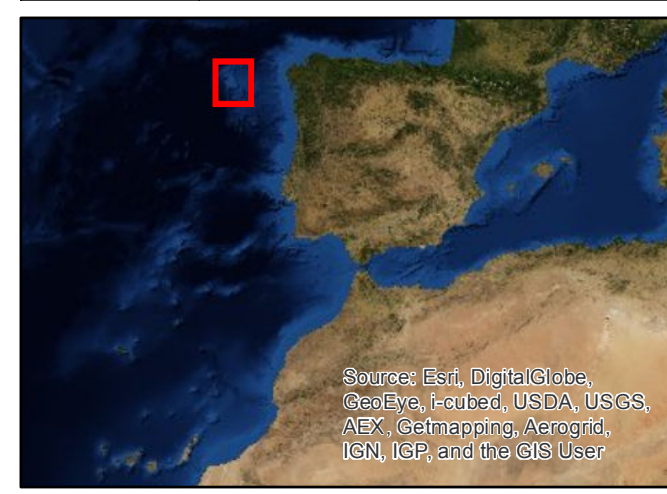 Source: Esri, DigitalGlobe,
GeoEye, i-cubed, USDA, USGS,
AEX, Getmapping, Aerogrid,
IGN, IGP, and the GIS User